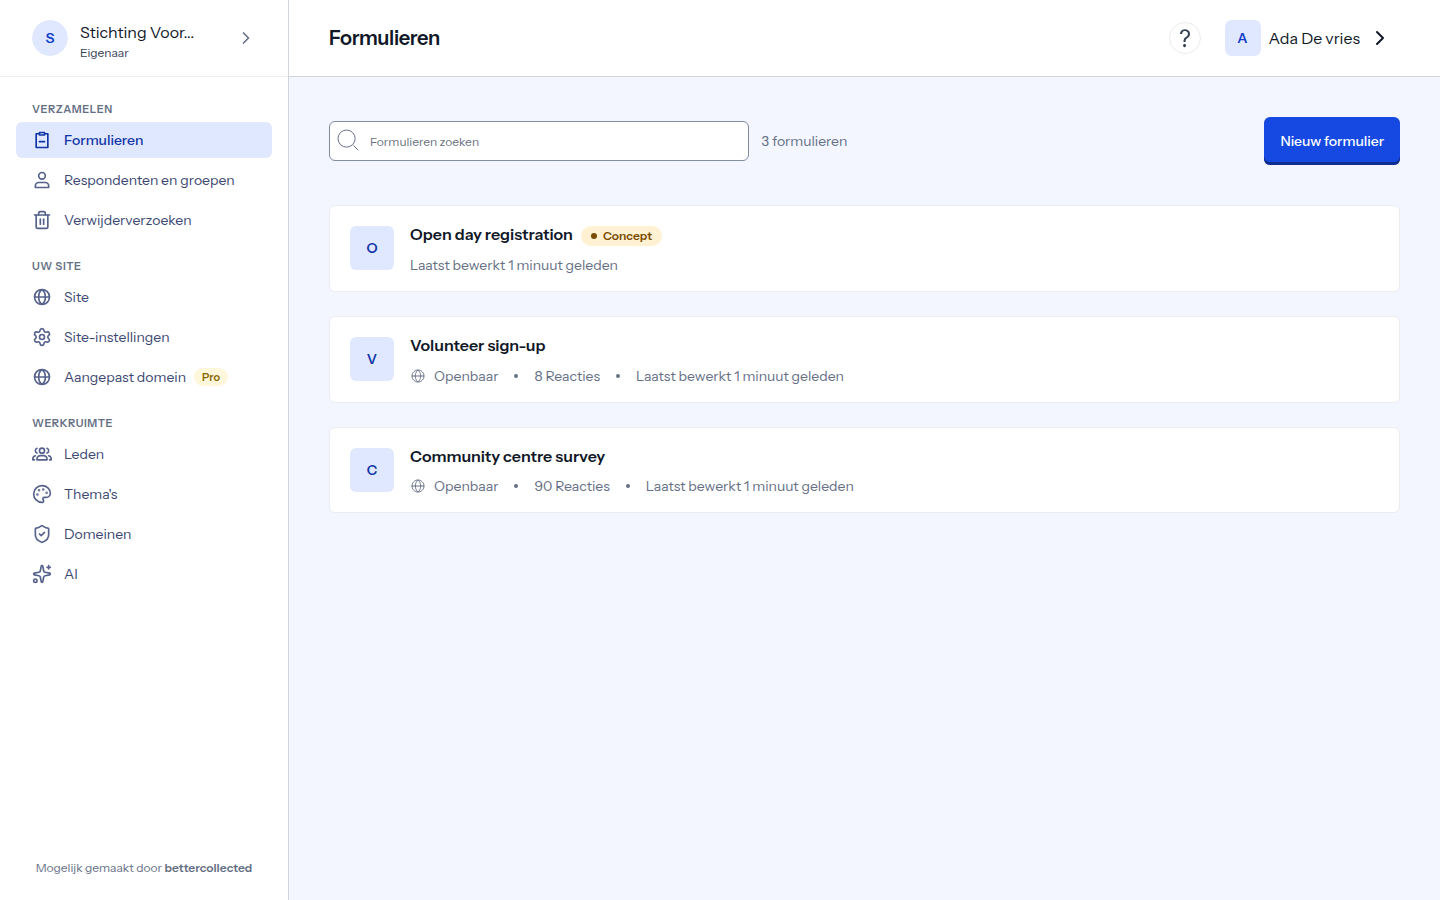 S
Stichting Voor...
Eigenaar
VERZAMELEN
Formulieren
Respondenten en groepen
Verwijderverzoeken
UW SITE
Site
Site-instellingen
Aangepast domein Pro
WERKRUIMTE
Leden
Thema's
Domeinen
AI
Mogelijk gemaakt door bettercollected
Formulieren
? A Ada De vries
Formulieren zoeken
3 formulieren
Nieuw formulier
O
Open day registration Concept
Laatst bewerkt 1 minuut geleden
V
Volunteer sign-up
Openbaar • 8 Reacties • Laatst bewerkt 1 minuut geleden
C
Community centre survey
Openbaar • 90 Reacties • Laatst bewerkt 1 minuut geleden